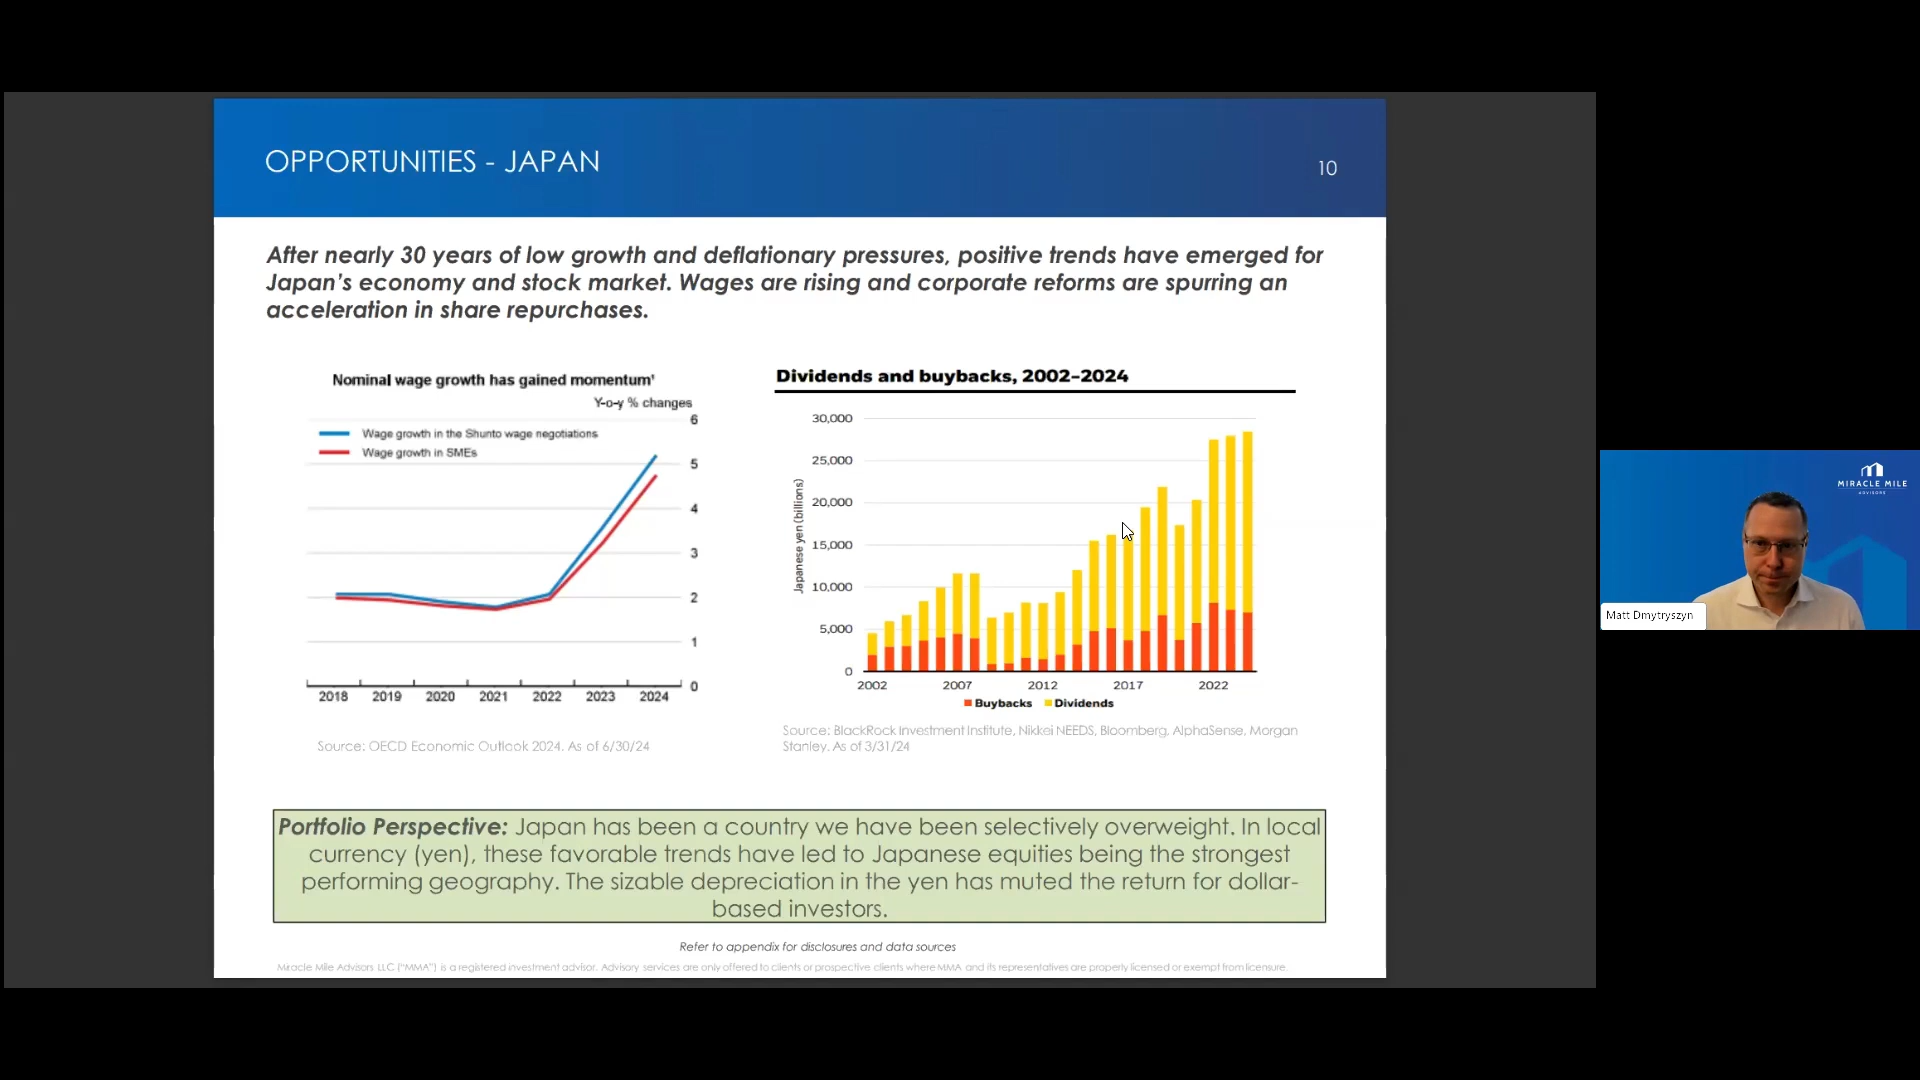 OPPORTUNITIES - JAPAN
10
After nearly 30 years of low growth and deflationary pressures, positive trends have emerged for
Japan's economy and stock market. Wages are rising and corporate reforms are spurring an
acceleration in share repurchases.
Nominal wage growth has gained momentum¹
Y-o-y % changes
Wage growth in the Shunto wage negotiations
Wage growth in SMEs
6
5
4
3
2
1
0
2018 2019 2020 2021 2022 2023 2024
Source: OECD Economic Outlook 2024. As of 6/30/24
Dividends and buybacks, 2002–2024
Japanese yen (billions)
30,000
25,000
20,000
15,000
10,000
5,000
0
2002 2007 2012 2017 2022
Buybacks Dividends
Source: BlackRock Investment Institute, Nikkei NEEDS, Bloomberg, AlphaSense, Morgan
Stanley. As of 3/31/24
Portfolio Perspective: Japan has been a country we have been selectively overweight. In local
currency (yen), these favorable trends have led to Japanese equities being the strongest
performing geography. The sizable depreciation in the yen has muted the return for dollar-
based investors.
Refer to appendix for disclosures and data sources
Miracle Mile Advisors LLC ("MMA") is a registered investment advisor. Advisory services are only offered to clients or prospective clients where MMA and its representatives are properly licensed or exempt from licensure.
MIRACLE MILE
ADVISORS
Matt Dmytryszyn